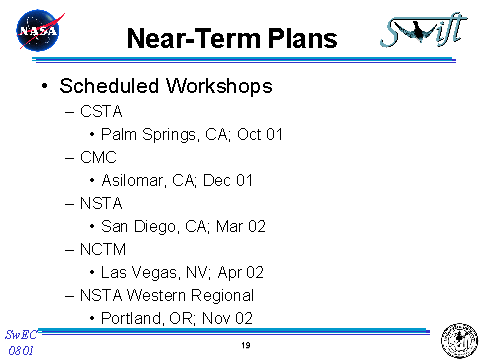 NASA
Near-Term Plans
Swift
• Scheduled Workshops
– CSTA
• Palm Springs, CA; Oct 01
– CMC
• Asilomar, CA; Dec 01
– NSTA
• San Diego, CA; Mar 02
– NCTM
• Las Vegas, NV; Apr 02
– NSTA Western Regional
• Portland, OR; Nov 02
SwEC
0801
19